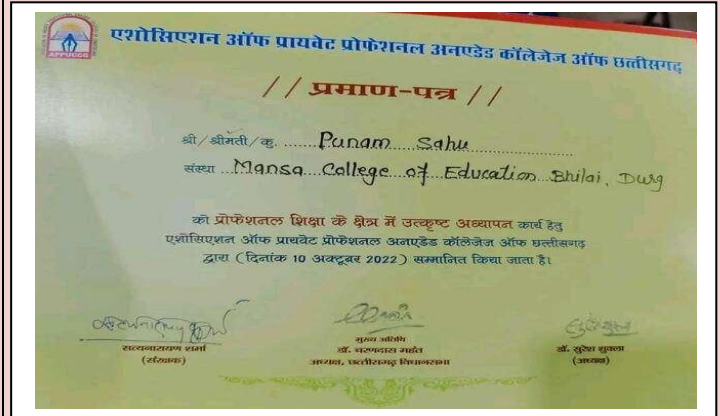 APPUCCG
एशोसिएशन ऑफ प्रायवेट प्रोफेशनल अनएडेड कॉलेजेज ऑफ छत्तीसगढ़
// प्रमाण-पत्र //
श्री/श्रीमती/कु. ...... Punam Sahu
संस्था ... Mansa College of Education Bhilai, Durg
को प्रोफेशनल शिक्षा के क्षेत्र में उत्कृष्ट अध्यापन कार्य हेतु
एशोसिएशन ऑफ प्रायवेट प्रोफेशनल अनएडेड कॉलेजेज ऑफ छत्तीसगढ़
द्वारा (दिनांक 10 अक्टूबर 2022) सम्मानित किया जाता है।
सत्यनारायण शर्मा
(संरक्षक)
मुख्य अतिथि
डॉ. चरणदास महंत
अध्यक्ष, छत्तीसगढ़ विधानसभा
डॉ. सुरेश शुक्ला
(अध्यक्ष)